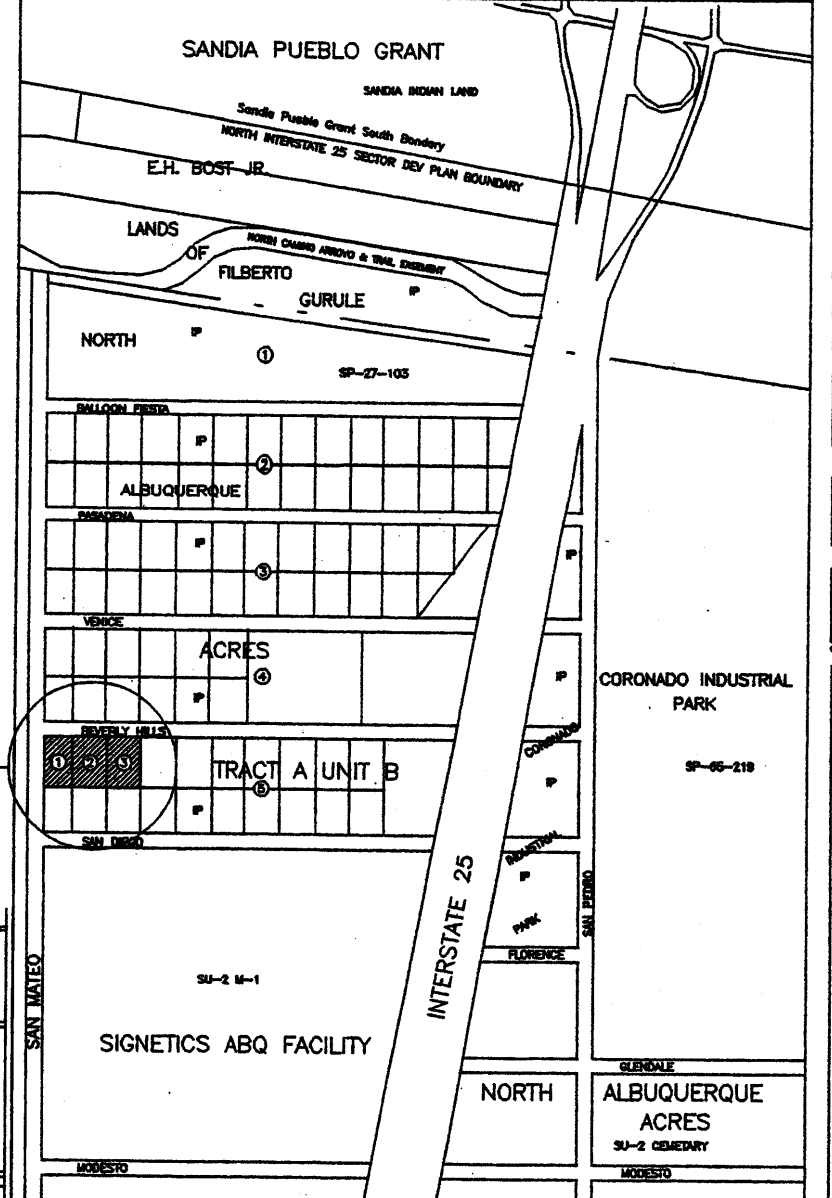 SANDIA PUEBLO GRANT
SANDIA INDIAN LAND
Sandia Pueblo Grant South Bondery
NORTH INTERSTATE 25 SECTOR DEV PLAN BOUNDARY
E.H. BOST JR.
LANDS
OF
FILBERTO
GURULE
NORTH CAMINO ARROYO & TRAIL EASEMENT
IP
IP
NORTH
1
SP-27-103
BALLOON FIESTA
IP
2
ALBUQUERQUE
PASADENA
IP
3
IP
VENICE
ACRES
4
IP
IP
CORONADO INDUSTRIAL
PARK
SP-65-218
BEVERLY HILLS
1 2 3
TRACT A UNIT B
5
IP
CORONADO
IP
SAN DIEGO
INDUSTRIAL
IP
PARK
SAN PEDRO
FLORENCE
INTERSTATE 25
SAN MATEO
SU-2 M-1
SIGNETICS ABQ FACILITY
GLENDALE
NORTH
ALBUQUERQUE
ACRES
SU-2 CEMETARY
MODESTO
MODESTO